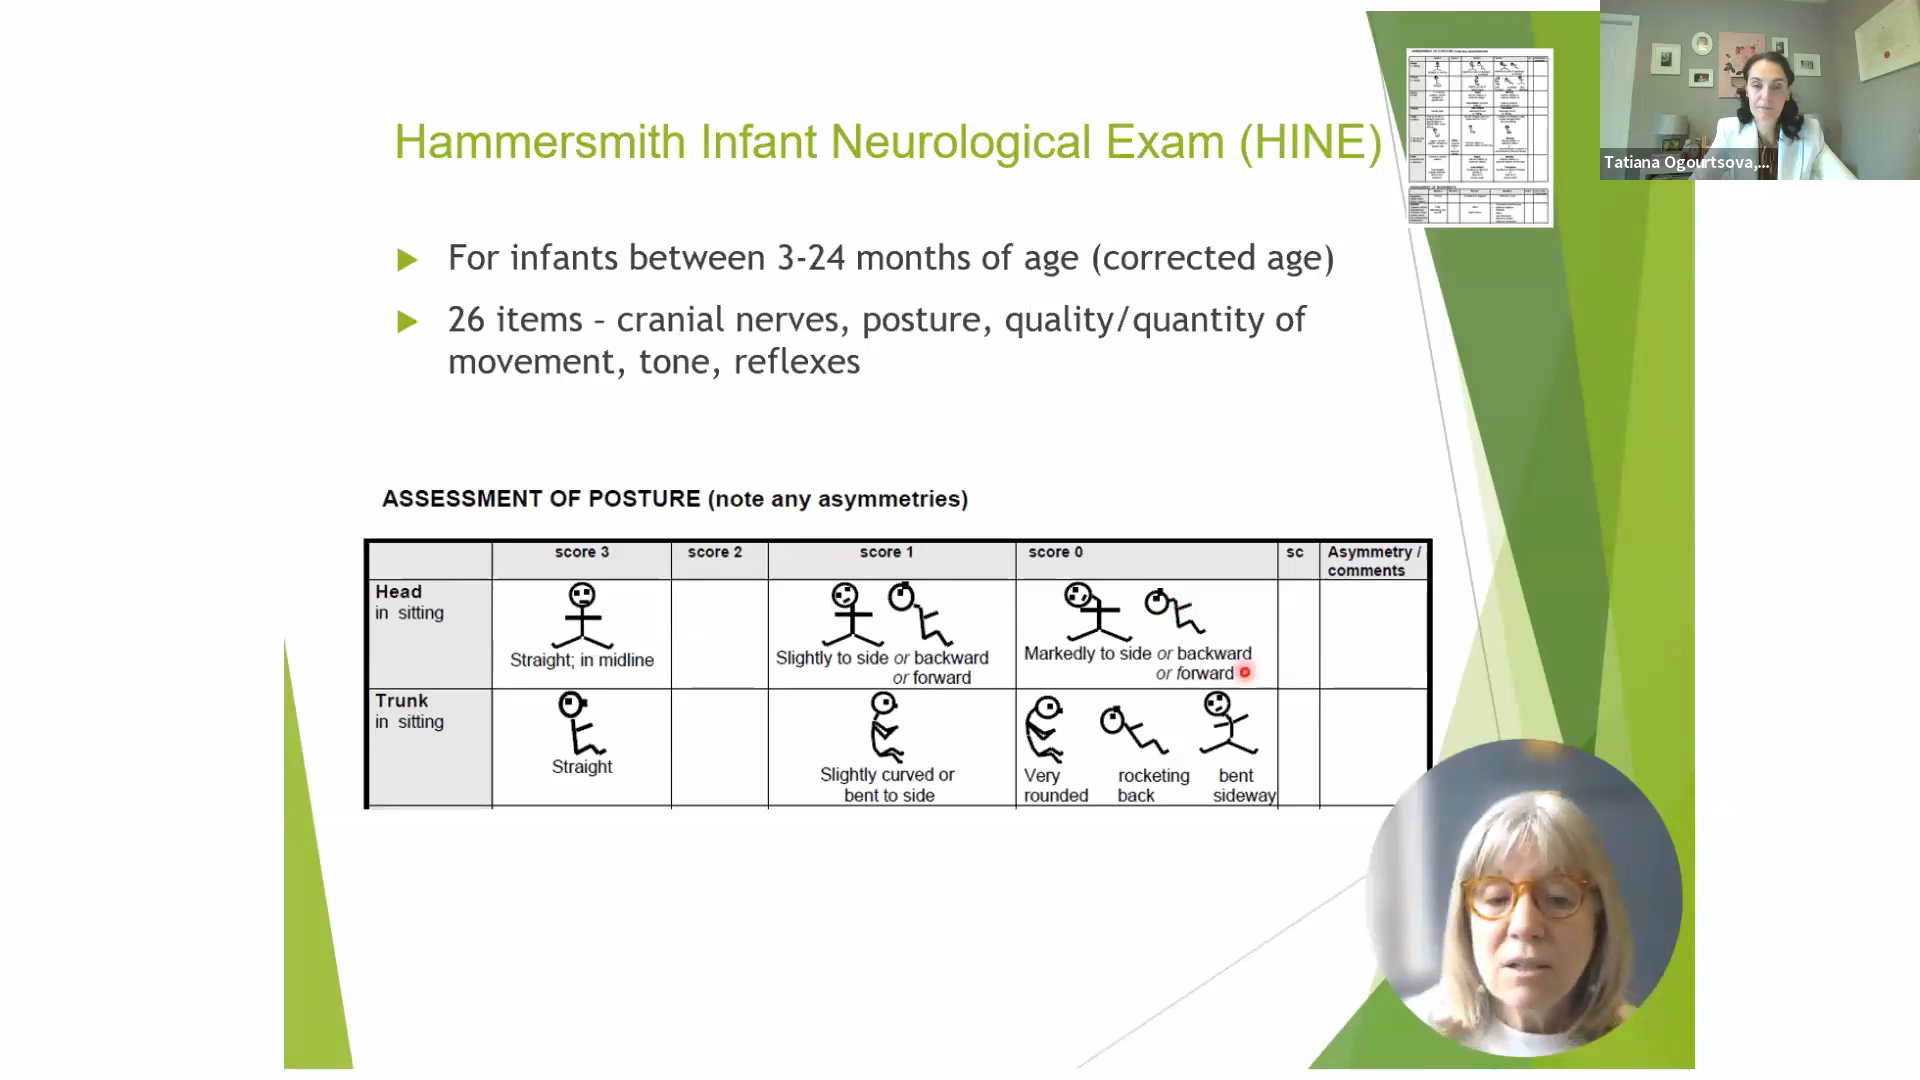 Hammersmith Infant Neurological Exam (HINE)
Tatiana Ogourtsova,...
► For infants between 3-24 months of age (corrected age)
► 26 items – cranial nerves, posture, quality/quantity of
movement, tone, reflexes
ASSESSMENT OF POSTURE (note any asymmetries)
score 3 score 2 score 1 score 0 sc Asymmetry /
comments
Head
in sitting
Straight; in midline
Slightly to side or backward
or forward
Markedly to side or backward
or forward
Trunk
in sitting
Straight
Slightly curved or
bent to side
Very
rounded
rocketing
back
bent
sideway